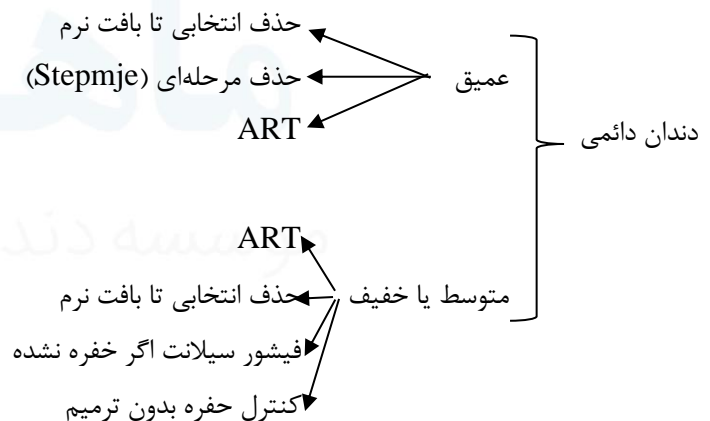 دندان دائمی
عمیق
حذف انتخابی تا بافت نرم
حذف مرحله‌ای (Stepmje)
ART
متوسط یا خفیف
ART
حذف انتخابی تا بافت نرم
فیشور سیلانت اگر خفره نشده
کنترل حفره بدون ترمیم